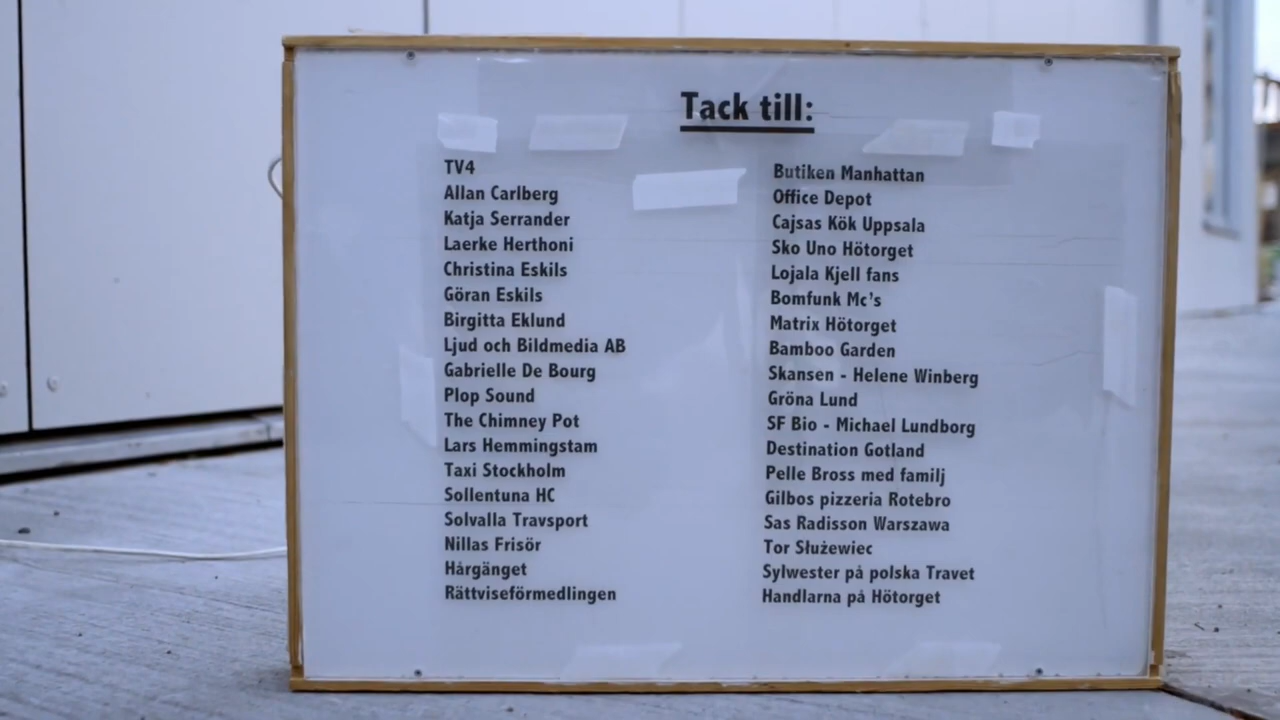 Tack till:
TV4
Allan Carlberg
Katja Serrander
Laerke Herthoni
Christina Eskils
Göran Eskils
Birgitta Eklund
Ljud och Bildmedia AB
Gabrielle De Bourg
Plop Sound
The Chimney Pot
Lars Hemmingstam
Taxi Stockholm
Sollentuna HC
Solvalla Travsport
Nillas Frisör
Hårgänget
Rättviseförmedlingen
Butiken Manhattan
Office Depot
Cajsas Kök Uppsala
Sko Uno Hötorget
Lojala Kjell fans
Bomfunk Mc's
Matrix Hötorget
Bamboo Garden
Skansen - Helene Winberg
Gröna Lund
SF Bio - Michael Lundborg
Destination Gotland
Pelle Bross med familj
Gilbos pizzeria Rotebro
Sas Radisson Warszawa
Tor Służewiec
Sylwester på polska Travet
Handlarna på Hötorget